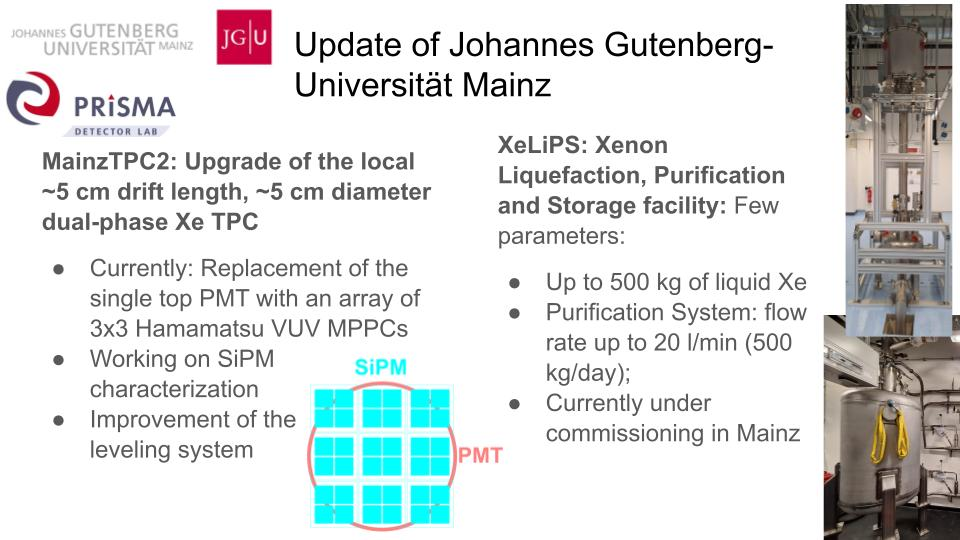 JOHANNES GUTENBERG
UNIVERSITÄT MAINZ
JG|U
PRiSMA
DETECTOR LAB
Update of Johannes Gutenberg-
Universität Mainz
MainzTPC2: Upgrade of the local
~5 cm drift length, ~5 cm diameter
dual-phase Xe TPC
● Currently: Replacement of the
single top PMT with an array of
3x3 Hamamatsu VUV MPPCs
● Working on SiPM
characterization
● Improvement of the
leveling system
SiPM
PMT
XeLiPS: Xenon
Liquefaction, Purification
and Storage facility: Few
parameters:
● Up to 500 kg of liquid Xe
● Purification System: flow
rate up to 20 l/min (500
kg/day);
● Currently under
commissioning in Mainz